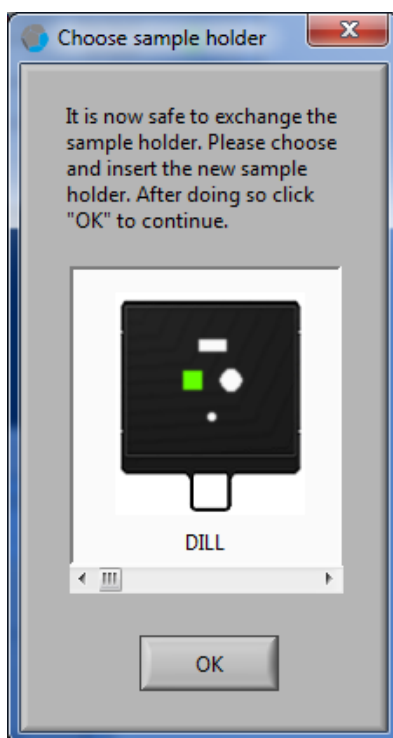 Choose sample holder
It is now safe to exchange the
sample holder. Please choose
and insert the new sample
holder. After doing so click
"OK" to continue.
DILL
OK